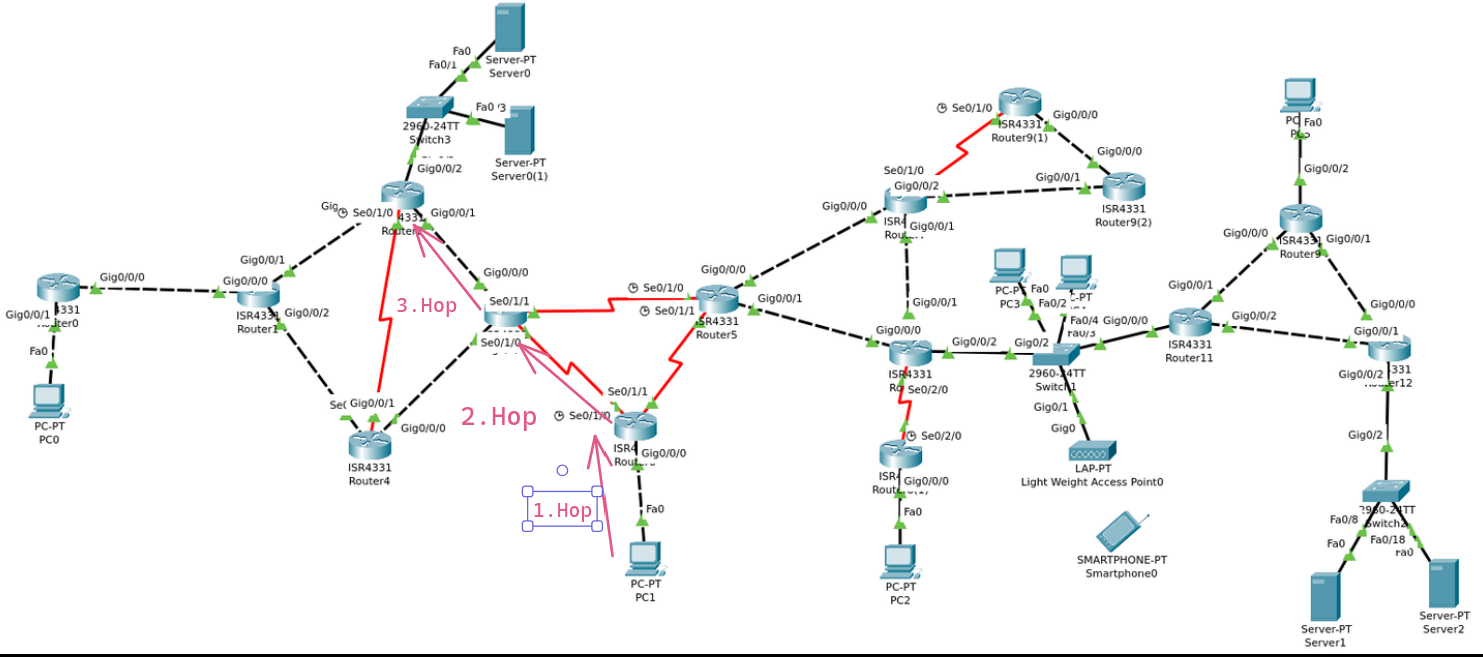 Fa0
Fa0/1
Server-PT
Server0
Fa0
2960-24TT
Switch3
Server-PT
Server0(1)
Gig0/0/2
Se0/1/0
Gig0/0/1
Gig0/0/1
Gig0/0/0
Gig0/0/0
Gig0/0/1
Fa0
PC-PT
PC0
Gig0/0/2
Gig0/0/1
Gig0/0/0
ISR4331
Router4
3.Hop
Gig0/0/0
Se0/1/1
Se0/1/0
2.Hop
1.Hop
Se0/1/1
Se0/1/0
Gig0/0/0
Fa0
PC-PT
PC1
Se0/1/0
Se0/1/1
Gig0/0/0
Gig0/0/1
Router5
Gig0/0/0
Se0/1/0
Gig0/0/2
Gig0/0/1
Se0/1/0
ISR4331
Router9(1)
Gig0/0/0
Gig0/0/0
Gig0/0/1
ISR4331
Router9(2)
Gig0/0/1
Gig0/0/0
Gig0/0/2
Se0/2/0
Se0/2/0
Gig0/0/0
Fa0
PC-PT
PC2
PC3
Fa0
Fa0/2
Fa0/4
Gig0/2
2960-24TT
Gig0/0/0
Gig0/1
Gig0
LAP-PT
Light Weight Access Point0
SMARTPHONE-PT
Smartphone0
Gig0/0/1
Gig0/0/2
ISR4331
Router11
Fa0
Gig0/0/2
Gig0/0/0
Gig0/0/1
ISR4331
Router9
Gig0/0/0
Gig0/0/1
Gig0/0/2
Gig0/2
Fa0/8
Fa0/18
Fa0
Fa0
Server-PT
Server1
Server-PT
Server2